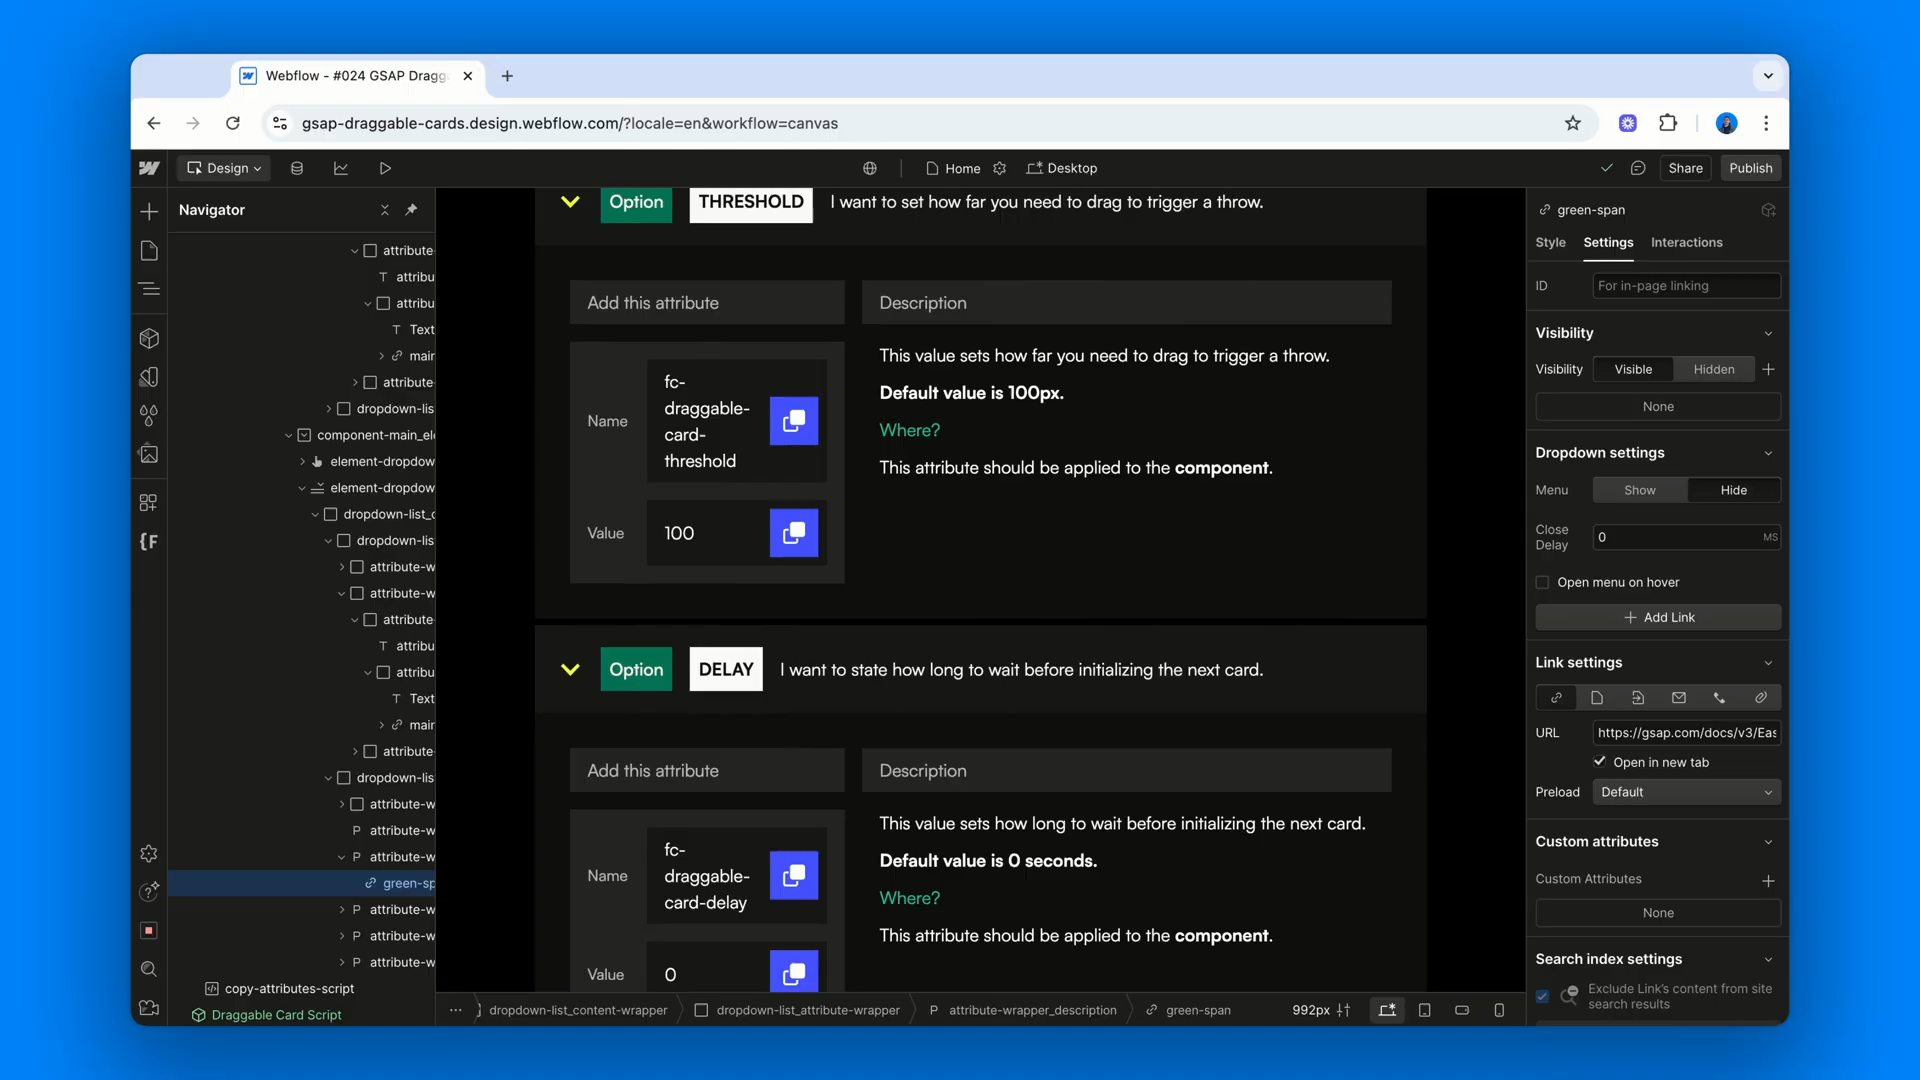 Webflow - #024 GSAP Dragg
gsap-draggable-cards.design.webflow.com/?locale=en&workflow=canvas
Design
Home
Desktop
Share
Publish
Navigator
attribute-
attribu
attribu
Text
main
attribute-
dropdown-lis
component-main_ele
element-dropdow
element-dropdow
dropdown-list_c
dropdown-lis
attribute-w
attribute-w
attribute-
attribu
attribu
Text
main
attribute-
dropdown-lis
attribute-w
attribute-w
attribute-w
green-sp
attribute-w
attribute-w
attribute-w
copy-attributes-script
Draggable Card Script
Option
THRESHOLD
I want to set how far you need to drag to trigger a throw.
Add this attribute
Description
Name
fc-
draggable-
card-
threshold
Value
100
This value sets how far you need to drag to trigger a throw.
Default value is 100px.
Where?
This attribute should be applied to the component.
Option
DELAY
I want to state how long to wait before initializing the next card.
Add this attribute
Description
Name
fc-
draggable-
card-delay
Value
0
This value sets how long to wait before initializing the next card.
Default value is 0 seconds.
Where?
This attribute should be applied to the component.
dropdown-list_content-wrapper
dropdown-list_attribute-wrapper
P attribute-wrapper_description
green-span
992px
green-span
Style
Settings
Interactions
ID
For in-page linking
Visibility
Visibility
Visible
Hidden
None
Dropdown settings
Menu
Show
Hide
Close
Delay
0
MS
Open menu on hover
Add Link
Link settings
URL
https://gsap.com/docs/v3/Eas
Open in new tab
Preload
Default
Custom attributes
Custom Attributes
None
Search index settings
Exclude Link's content from site
search results